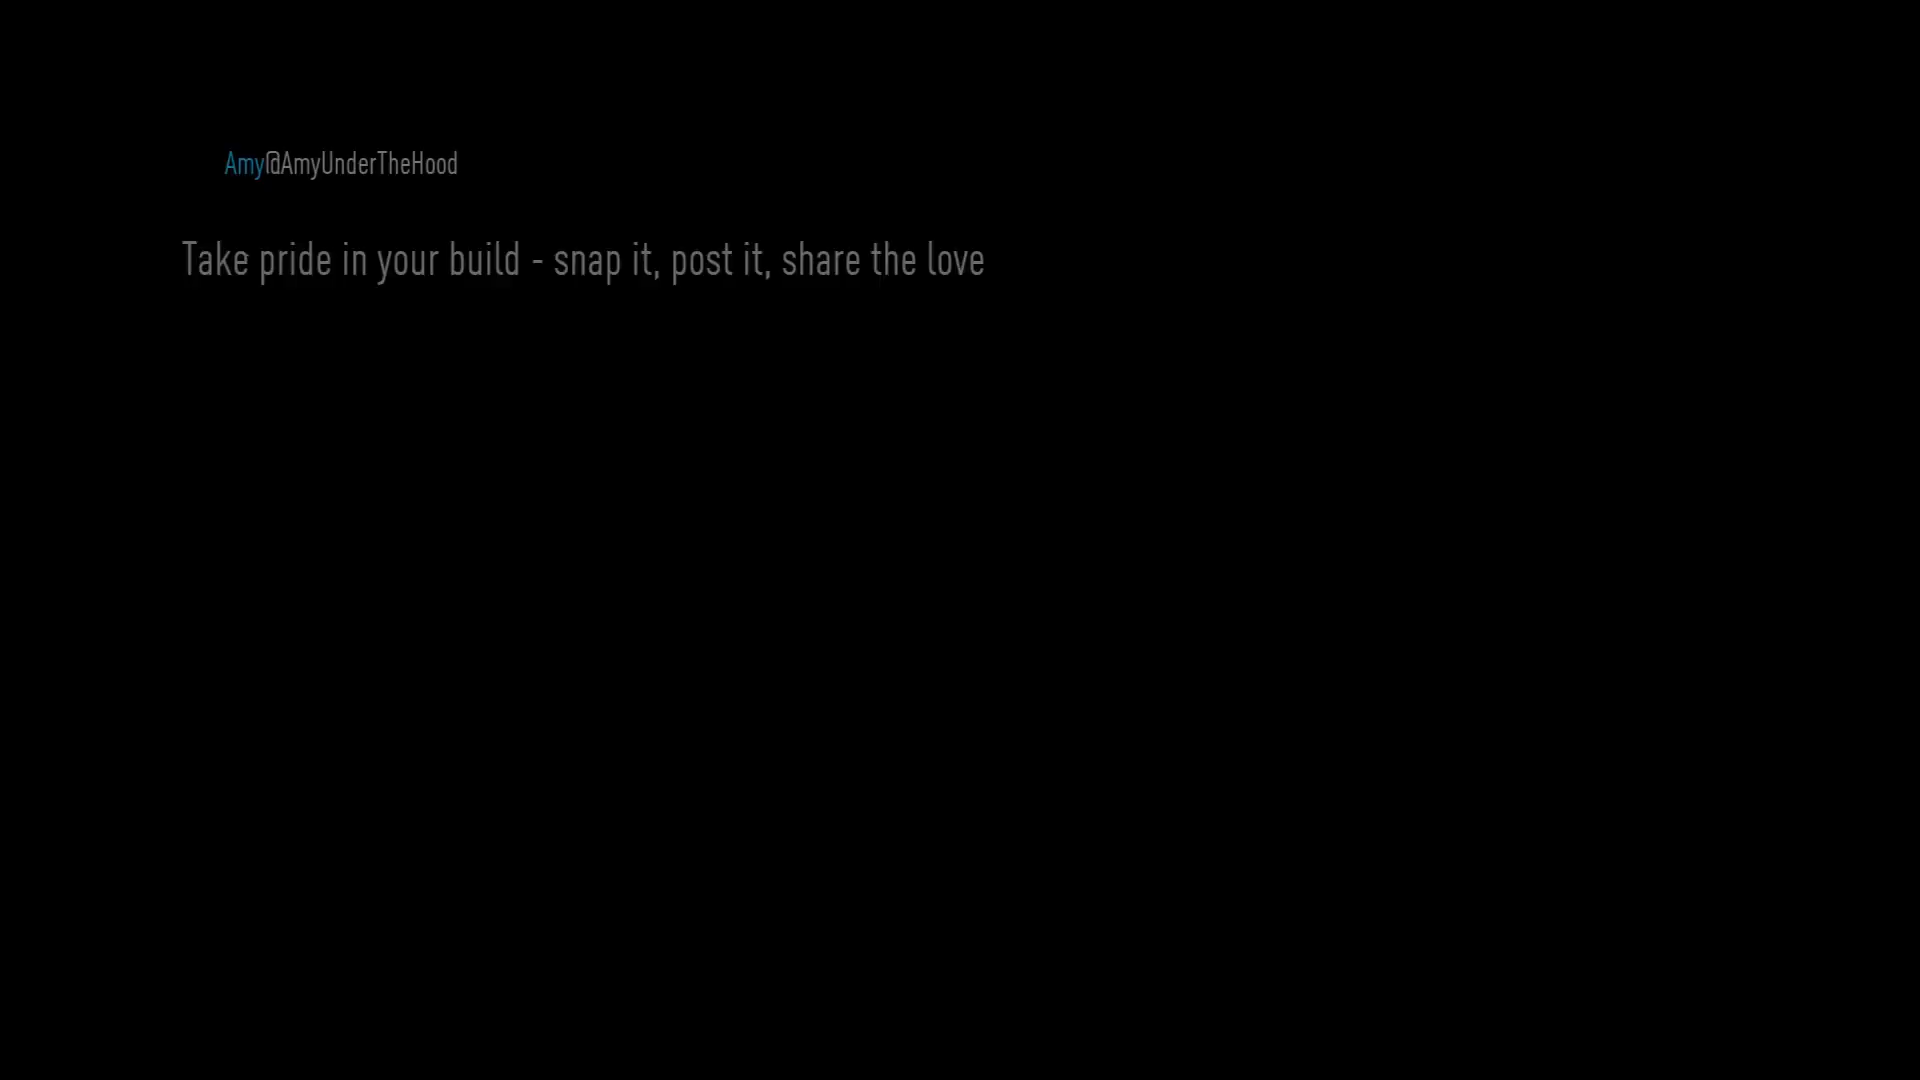 Amy@AmyUnderTheHood
Take pride in your build - snap it, post it, share the love